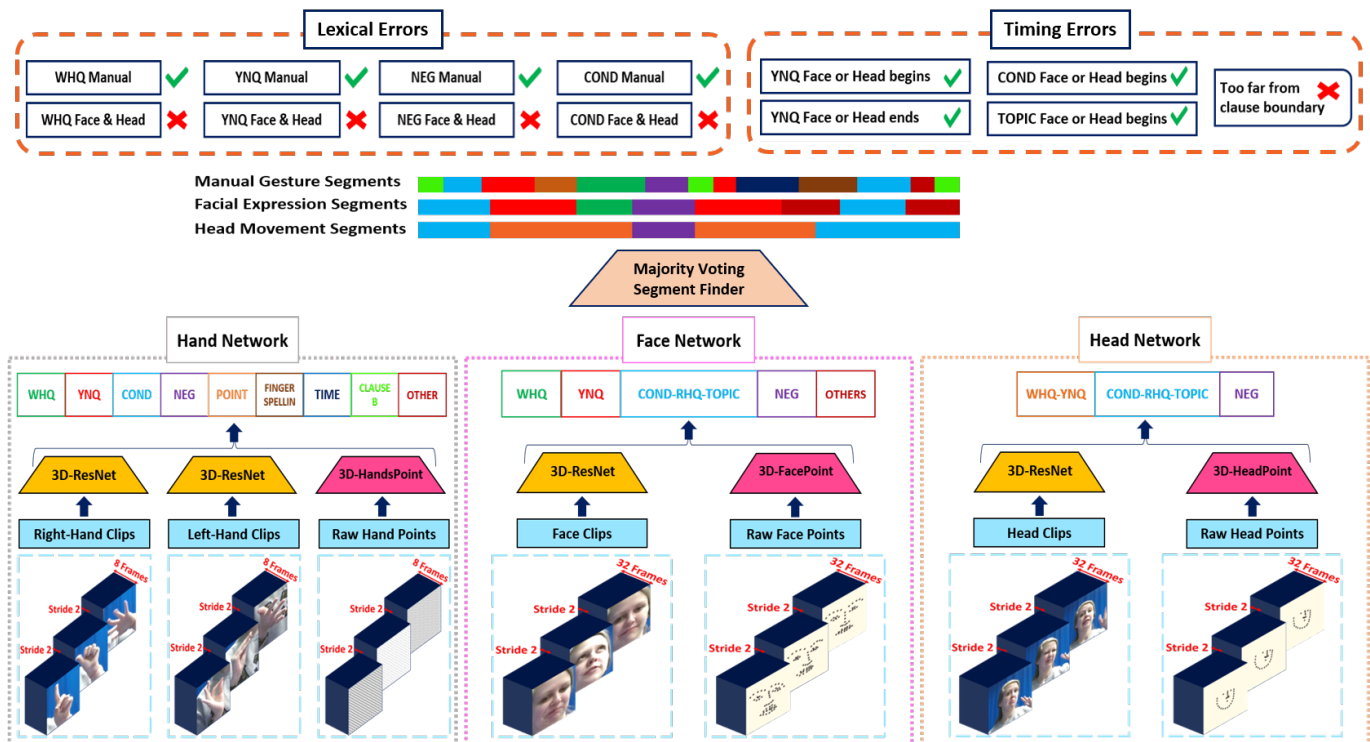 Lexical Errors
Timing Errors
WHQ Manual
YNQ Manual
NEG Manual
COND Manual
WHQ Face & Head
YNQ Face & Head
NEG Face & Head
COND Face & Head
YNQ Face or Head begins
COND Face or Head begins
YNQ Face or Head ends
TOPIC Face or Head begins
Too far from
clause boundary
Manual Gesture Segments
Facial Expression Segments
Head Movement Segments
Majority Voting
Segment Finder
Hand Network
WHQ
YNQ
COND
NEG
POINT
FINGER
SPELLIN
TIME
CLAUSE
B
OTHER
3D-ResNet
3D-ResNet
3D-HandsPoint
Right-Hand Clips
Left-Hand Clips
Raw Hand Points
8 Frames
Stride 2
Stride 2
8 Frames
Stride 2
Stride 2
8 Frames
Stride 2
Stride 2
Face Network
WHQ
YNQ
COND-RHQ-TOPIC
NEG
OTHERS
3D-ResNet
3D-FacePoint
Face Clips
Raw Face Points
32 Frames
Stride 2
Stride 2
32 Frames
Stride 2
Stride 2
Head Network
WHQ-YNQ
COND-RHQ-TOPIC
NEG
3D-ResNet
3D-HeadPoint
Head Clips
Raw Head Points
32 Frames
Stride 2
Stride 2
32 Frames
Stride 2
Stride 2